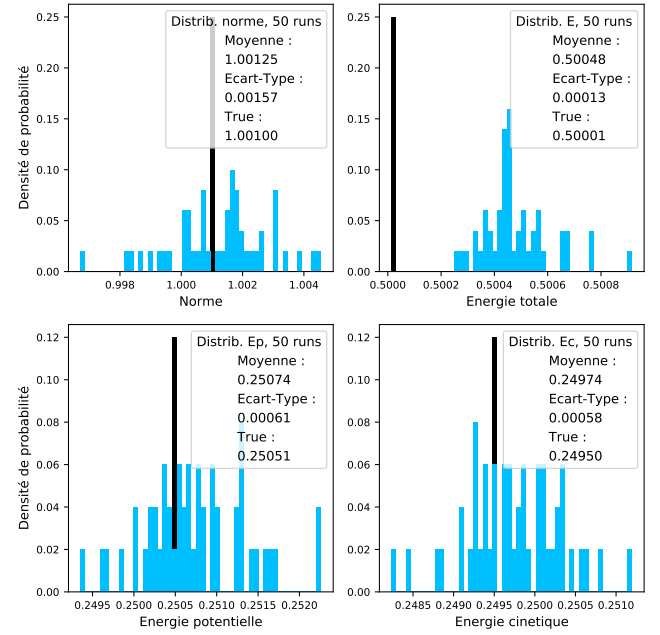 Distrib. norme, 50 runs
Moyenne :
1.00125
Ecart-Type :
0.00157
True :
1.00100
0.25
0.20
0.15
0.10
0.05
0.00
Densité de probabilité
0.998
1.000
1.002
1.004
Norme
Distrib. E, 50 runs
Moyenne :
0.50048
Ecart-Type :
0.00013
True :
0.50001
0.25
0.20
0.15
0.10
0.05
0.00
0.5000
0.5002
0.5004
0.5006
0.5008
Energie totale
Distrib. Ep, 50 runs
Moyenne :
0.25074
Ecart-Type :
0.00061
True :
0.25051
0.12
0.10
0.08
0.06
0.04
0.02
0.00
Densité de probabilité
0.2495
0.2500
0.2505
0.2510
0.2515
0.2520
Energie potentielle
Distrib. Ec, 50 runs
Moyenne :
0.24974
Ecart-Type :
0.00058
True :
0.24950
0.12
0.10
0.08
0.06
0.04
0.02
0.00
0.2485
0.2490
0.2495
0.2500
0.2505
0.2510
Energie cinetique